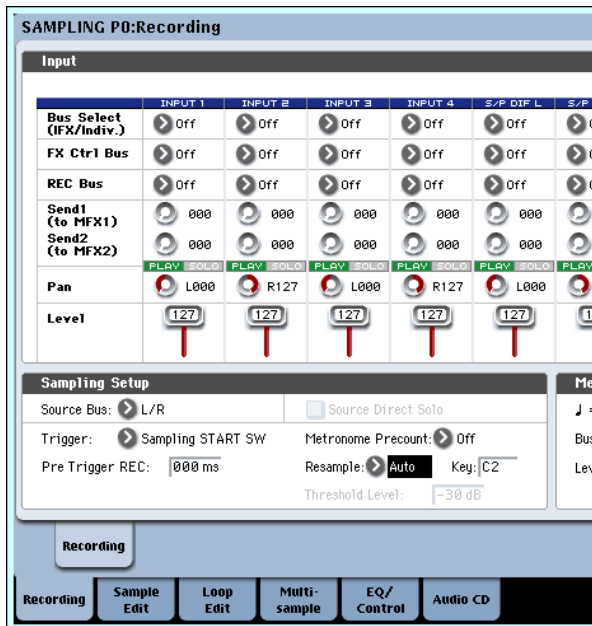 SAMPLING P0:Recording
Input
INPUT 1 INPUT 2 INPUT 3 INPUT 4 S/P DIF L S/P
Bus Select
(IFX/Indiv.) Off Off Off Off Off
FX Ctrl Bus Off Off Off Off Off
REC Bus Off Off Off Off Off
Send1
(to MFX1) 000 000 000 000 000
Send2
(to MFX2) 000 000 000 000 000
PLAY SOLO PLAY SOLO PLAY SOLO PLAY SOLO PLAY SOLO PLAY
Pan L000 R127 L000 R127 L000
Level 127 127 127 127 127
Sampling Setup Me
Source Bus: L/R Source Direct Solo ♩ =
Trigger: Sampling START SW Metronome Precount: Off Bus
Pre Trigger REC: 000 ms Resample: Auto Key: C2 Lev
Threshold Level: -30 dB
Recording
Recording Sample Edit Loop Edit Multi-sample EQ/Control Audio CD